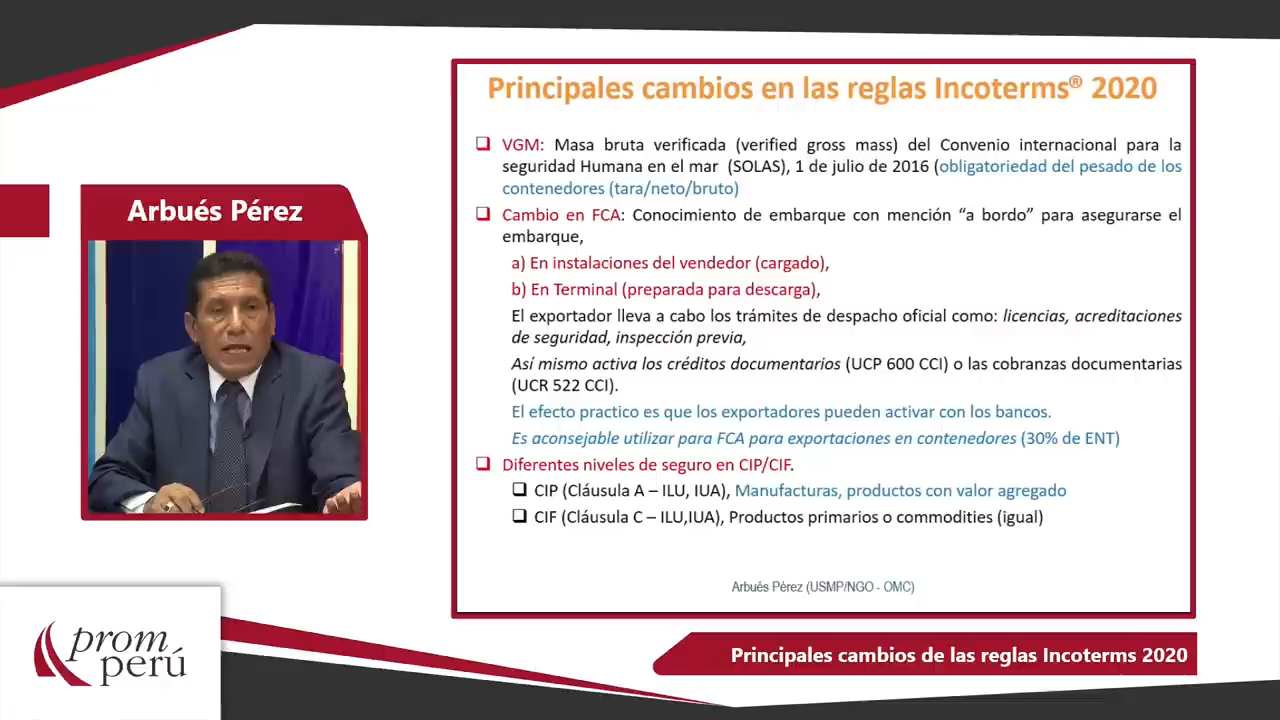 Principales cambios en las reglas Incoterms® 2020
Arbués Pérez
VGM: Masa bruta verificada (verified gross mass) del Convenio internacional para la
seguridad Humana en el mar (SOLAS), 1 de julio de 2016 (obligatoriedad del pesado de los
contenedores (tara/neto/bruto)
Cambio en FCA: Conocimiento de embarque con mención “a bordo” para asegurarse el
embarque,
a) En instalaciones del vendedor (cargado),
b) En Terminal (preparada para descarga),
El exportador lleva a cabo los trámites de despacho oficial como: licencias, acreditaciones
de seguridad, inspección previa,
Así mismo activa los créditos documentarios (UCP 600 CCI) o las cobranzas documentarias
(UCR 522 CCI).
El efecto practico es que los exportadores pueden activar con los bancos.
Es aconsejable utilizar para FCA para exportaciones en contenedores (30% de ENT)
Diferentes niveles de seguro en CIP/CIF.
CIP (Cláusula A – ILU, IUA), Manufacturas, productos con valor agregado
CIF (Cláusula C – ILU,IUA), Productos primarios o commodities (igual)
Arbués Pérez (USMP/NGO - OMC)
prom
perú
Principales cambios de las reglas Incoterms 2020